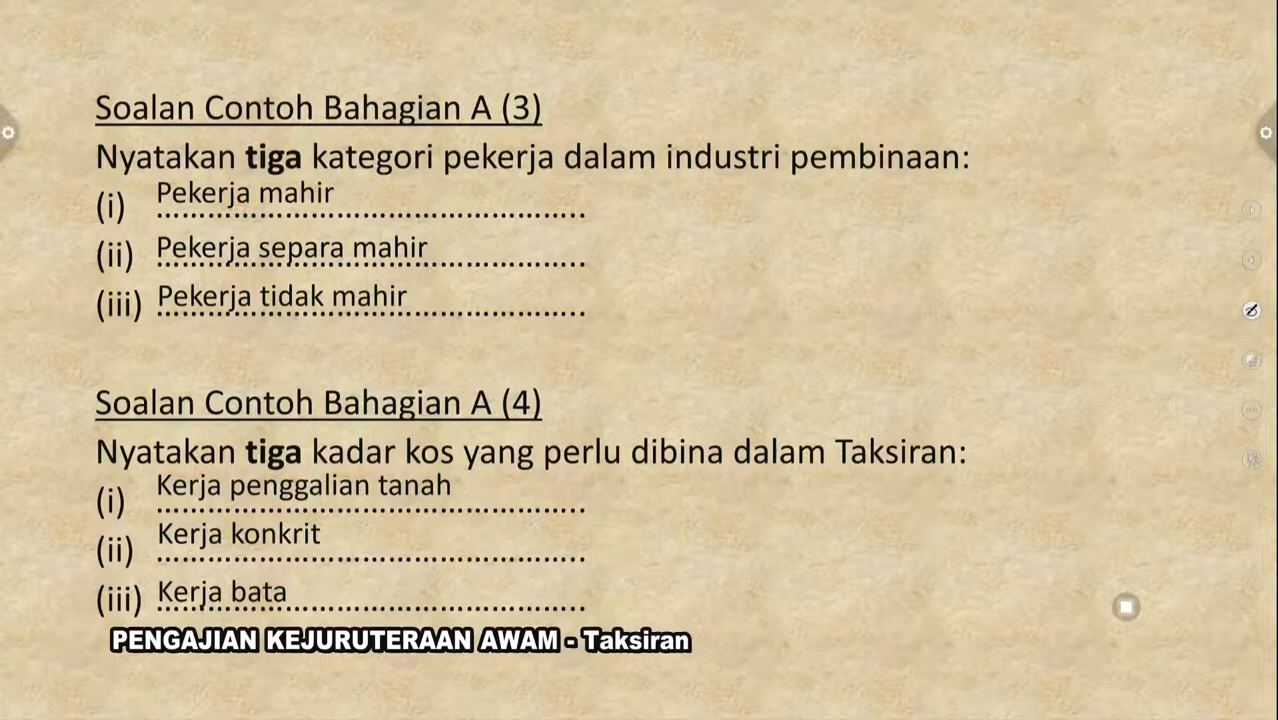 Soalan Contoh Bahagian A (3)
Nyatakan tiga kategori pekerja dalam industri pembinaan:
(i) Pekerja mahir
(ii) Pekerja separa mahir
(iii) Pekerja tidak mahir
Soalan Contoh Bahagian A (4)
Nyatakan tiga kadar kos yang perlu dibina dalam Taksiran:
(i) Kerja penggalian tanah
(ii) Kerja konkrit
(iii) Kerja bata
PENGAJIAN KEJURUTERAAN AWAM - Taksiran